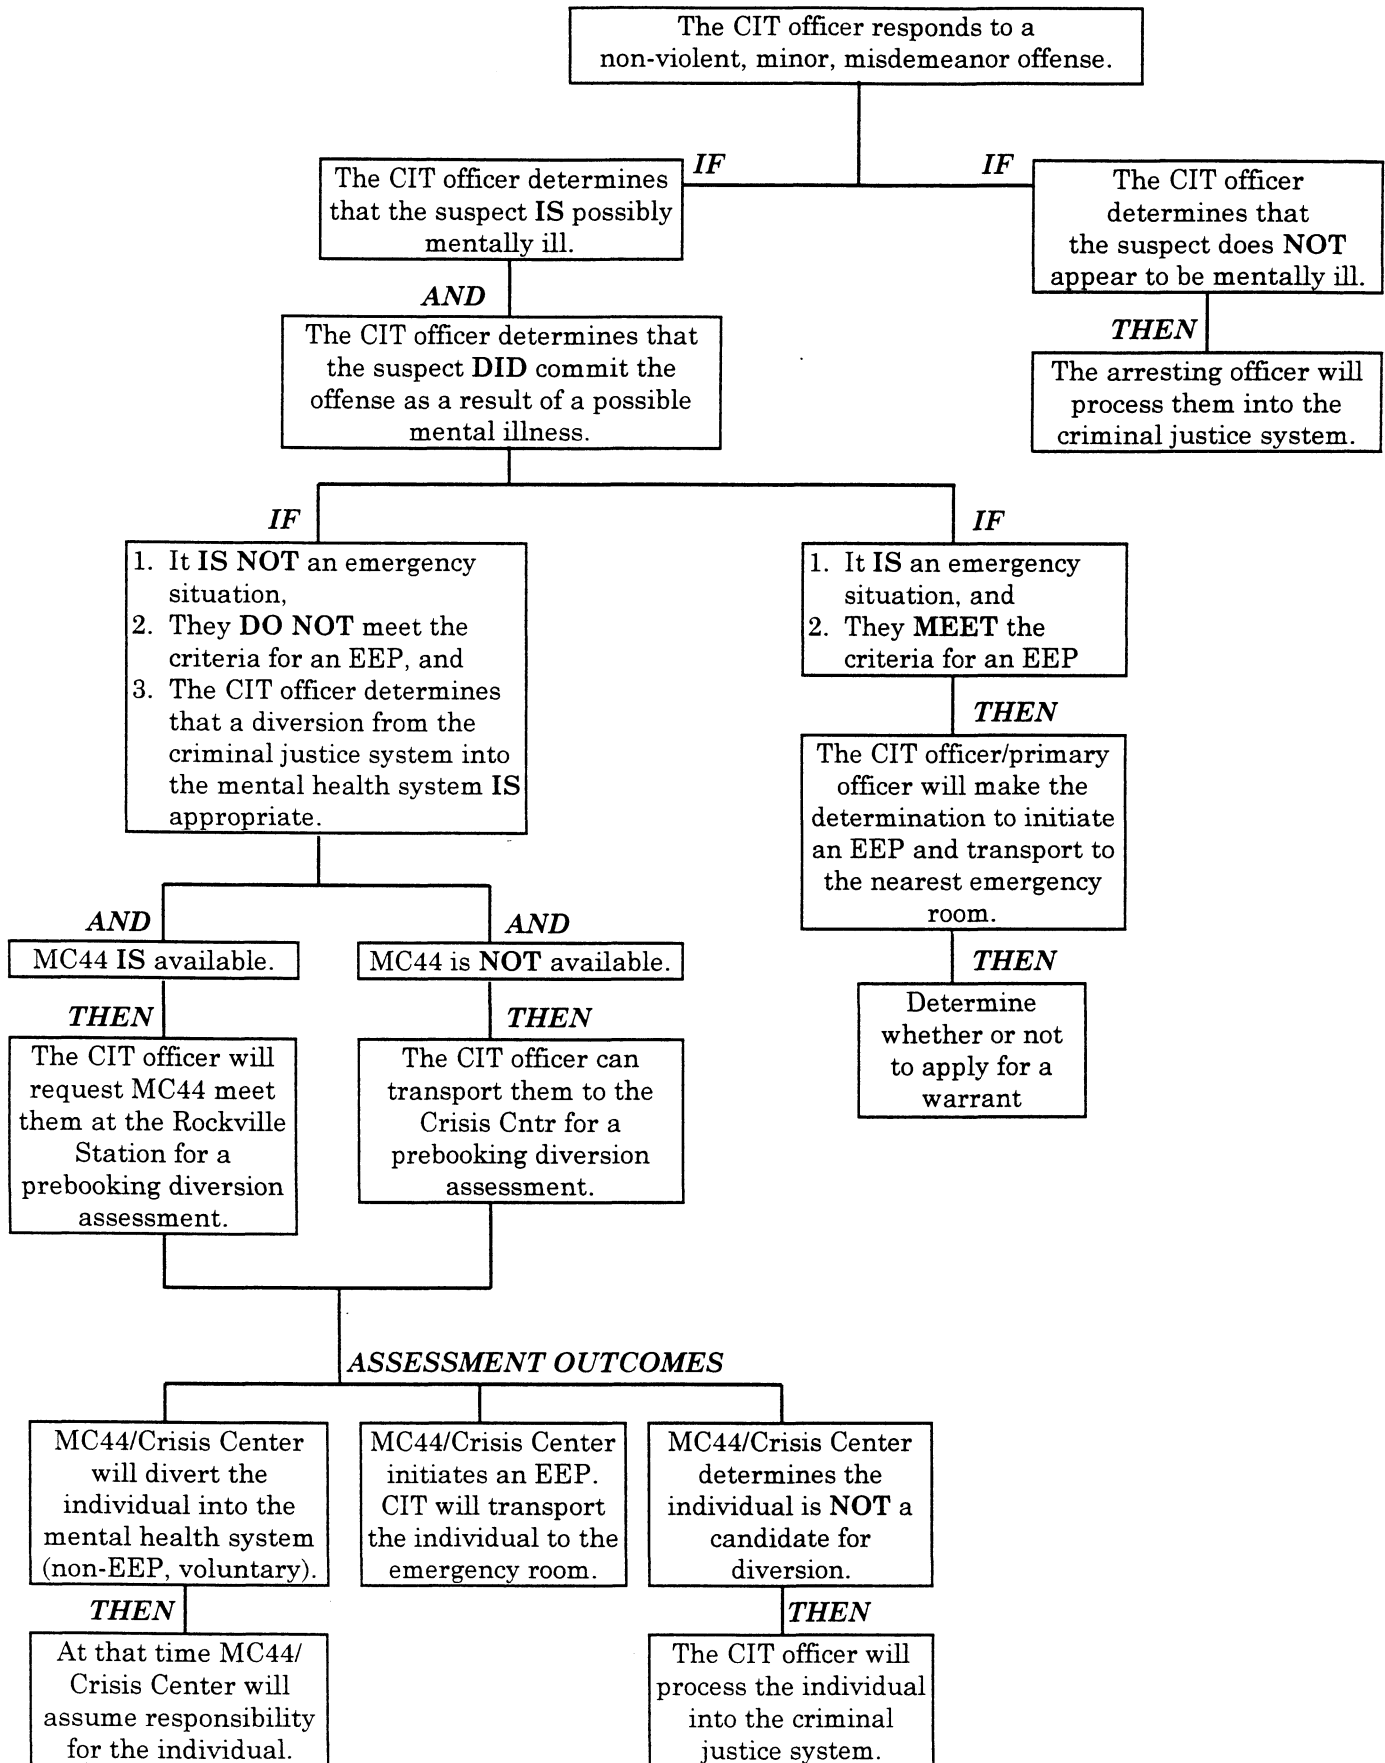 The CIT officer responds to a
non-violent, minor, misdemeanor offense.
IF
IF
The CIT officer determines
that the suspect IS possibly
mentally ill.
The CIT officer
determines that
the suspect does NOT
appear to be mentally ill.
AND
THEN
The CIT officer determines that
the suspect DID commit the
offense as a result of a possible
mental illness.
The arresting officer will
process them into the
criminal justice system.
IF
IF
1. It IS NOT an emergency
situation,
2. They DO NOT meet the
criteria for an EEP, and
3. The CIT officer determines
that a diversion from the
criminal justice system into
the mental health system IS
appropriate.
1. It IS an emergency
situation, and
2. They MEET the
criteria for an EEP
THEN
The CIT officer/primary
officer will make the
determination to initiate
an EEP and transport to
the nearest emergency
room.
AND
MC44 IS available.
AND
MC44 is NOT available.
THEN
Determine
whether or not
to apply for a
warrant
THEN
The CIT officer will
request MC44 meet
them at the Rockville
Station for a
prebooking diversion
assessment.
THEN
The CIT officer can
transport them to the
Crisis Cntr for a
prebooking diversion
assessment.
ASSESSMENT OUTCOMES
MC44/Crisis Center
will divert the
individual into the
mental health system
(non-EEP, voluntary).
MC44/Crisis Center
initiates an EEP.
CIT will transport
the individual to the
emergency room.
MC44/Crisis Center
determines the
individual is NOT a
candidate for
diversion.
THEN
At that time MC44/
Crisis Center will
assume responsibility
for the individual.
THEN
The CIT officer will
process the individual
into the criminal
justice system.